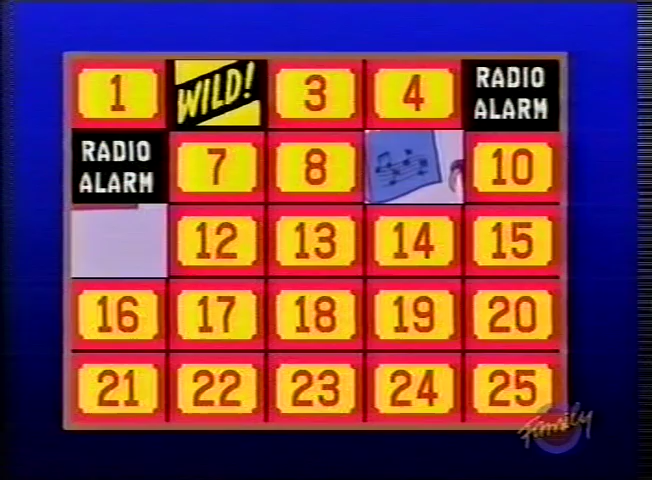 1 WILD! 3 4 RADIO ALARM
RADIO ALARM 7 8 10
12 13 14 15
16 17 18 19 20
21 22 23 24 25
Family